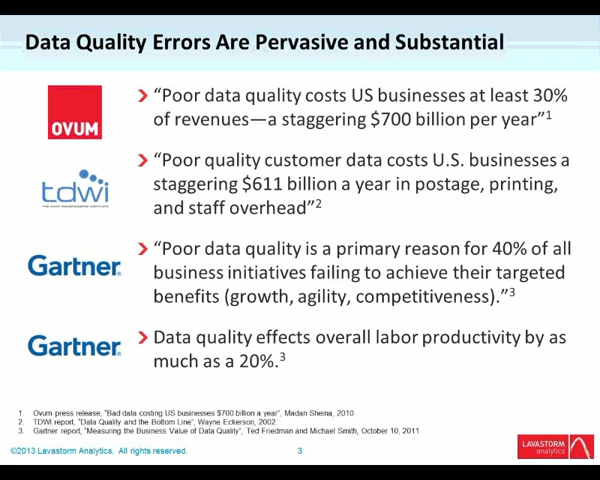 Data Quality Errors Are Pervasive and Substantial
OVUM
“Poor data quality costs US businesses at least 30%
of revenues—a staggering $700 billion per year”1
tdwi
THE DATA WAREHOUSING INSTITUTE
“Poor quality customer data costs U.S. businesses a
staggering $611 billion a year in postage, printing,
and staff overhead”2
Gartner
“Poor data quality is a primary reason for 40% of all
business initiatives failing to achieve their targeted
benefits (growth, agility, competitiveness).”3
Gartner
Data quality effects overall labor productivity by as
much as a 20%.3
1. Ovum press release, “Bad data costing US businesses $700 billion a year”, Madan Sheina, 2010
2. TDWI report, “Data Quality and the Bottom Line”, Wayne Eckerson, 2002
3. Gartner report, “Measuring the Business Value of Data Quality”, Ted Friedman and Michael Smith, October 10, 2011
©2013 Lavastorm Analytics. All rights reserved.
3
LAVASTORM
analytics